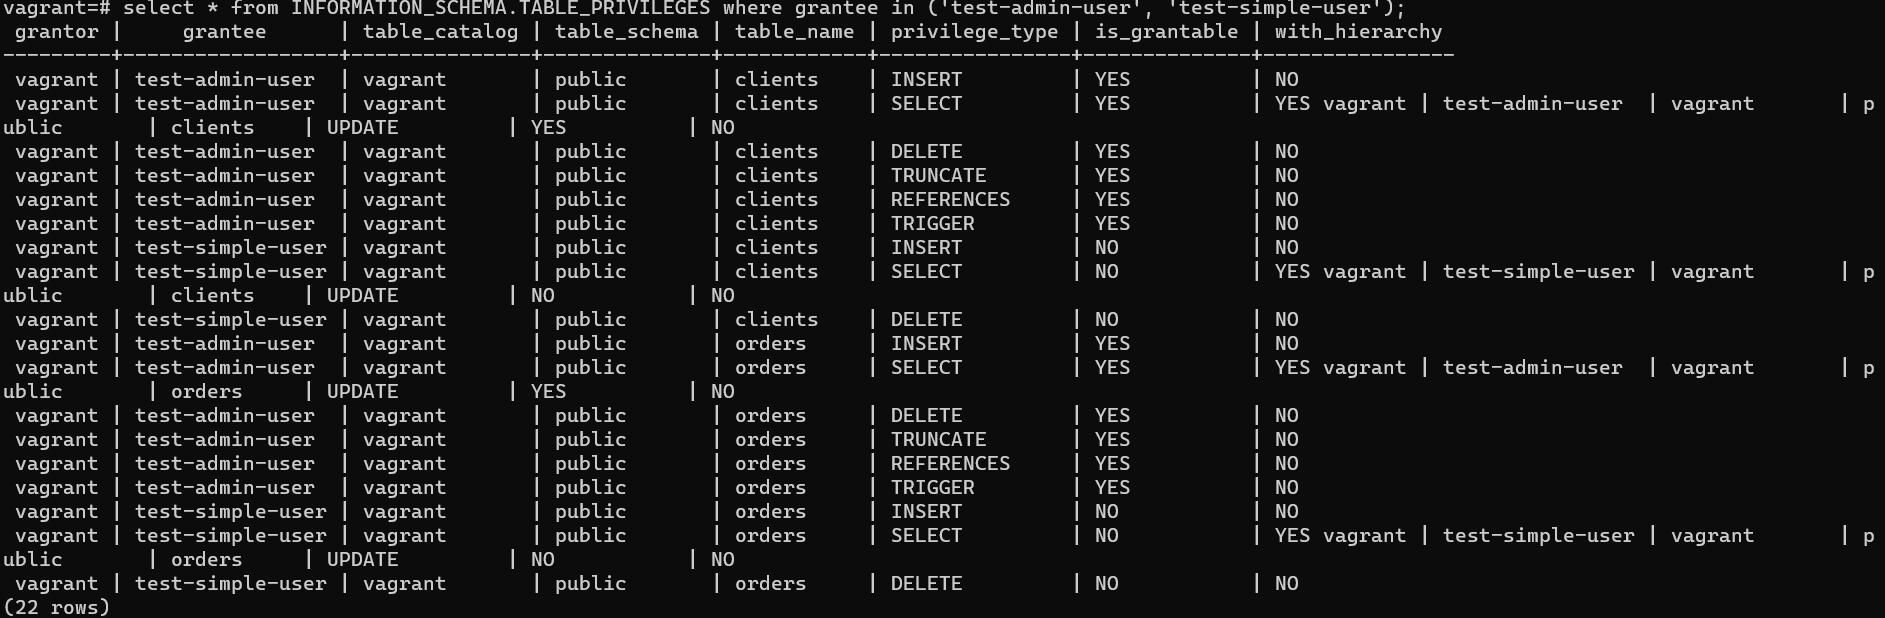 vagrant=# select * from INFORMATION_SCHEMA.TABLE_PRIVILEGES where grantee in ('test-admin-user', 'test-simple-user');
 grantor |     grantee      | table_catalog | table_schema | table_name | privilege_type | is_grantable | with_hierarchy
---------+------------------+---------------+--------------+------------+----------------+--------------+----------------
 vagrant | test-admin-user  | vagrant       | public       | clients    | INSERT         | YES          | NO
 vagrant | test-admin-user  | vagrant       | public       | clients    | SELECT         | YES          | YES vagrant | test-admin-user  | vagrant       | p
ublic       | clients    | UPDATE         | YES          | NO
 vagrant | test-admin-user  | vagrant       | public       | clients    | DELETE         | YES          | NO
 vagrant | test-admin-user  | vagrant       | public       | clients    | TRUNCATE       | YES          | NO
 vagrant | test-admin-user  | vagrant       | public       | clients    | REFERENCES     | YES          | NO
 vagrant | test-admin-user  | vagrant       | public       | clients    | TRIGGER        | YES          | NO
 vagrant | test-simple-user | vagrant       | public       | clients    | INSERT         | NO           | NO
 vagrant | test-simple-user | vagrant       | public       | clients    | SELECT         | NO           | YES vagrant | test-simple-user | vagrant       | p
ublic       | clients    | UPDATE         | NO           | NO
 vagrant | test-simple-user | vagrant       | public       | clients    | DELETE         | NO           | NO
 vagrant | test-admin-user  | vagrant       | public       | orders     | INSERT         | YES          | NO
 vagrant | test-admin-user  | vagrant       | public       | orders     | SELECT         | YES          | YES vagrant | test-admin-user  | vagrant       | p
ublic       | orders     | UPDATE         | YES          | NO
 vagrant | test-admin-user  | vagrant       | public       | orders     | DELETE         | YES          | NO
 vagrant | test-admin-user  | vagrant       | public       | orders     | TRUNCATE       | YES          | NO
 vagrant | test-admin-user  | vagrant       | public       | orders     | REFERENCES     | YES          | NO
 vagrant | test-admin-user  | vagrant       | public       | orders     | TRIGGER        | YES          | NO
 vagrant | test-simple-user | vagrant       | public       | orders     | INSERT         | NO           | NO
 vagrant | test-simple-user | vagrant       | public       | orders     | SELECT         | NO           | YES vagrant | test-simple-user | vagrant       | p
ublic       | orders     | UPDATE         | NO           | NO
 vagrant | test-simple-user | vagrant       | public       | orders     | DELETE         | NO           | NO
(22 rows)